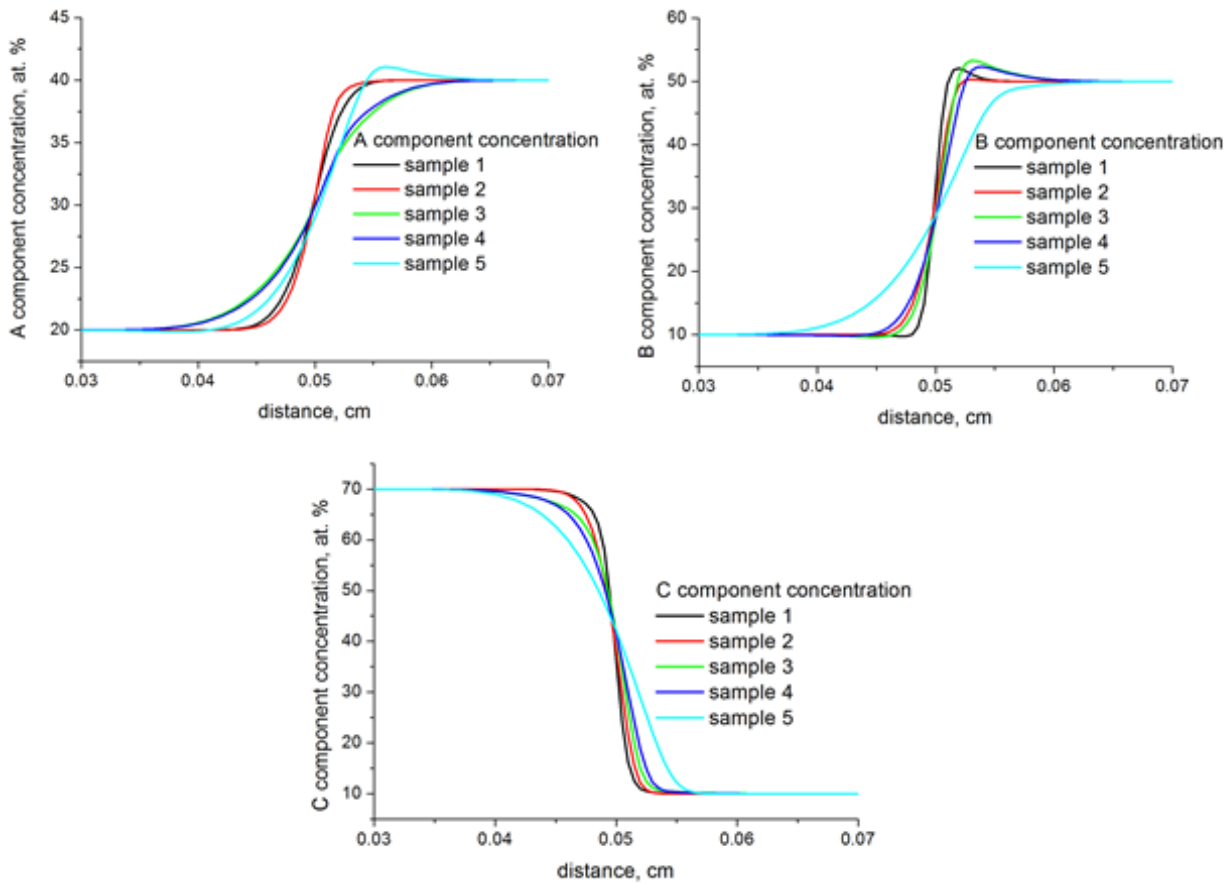 A component concentration, at. %
45
40
35
30
25
20
A component concentration
sample 1
sample 2
sample 3
sample 4
sample 5
0.03
0.04
0.05
0.06
0.07
distance, cm
B component concentration, at. %
60
50
40
30
20
10
B component concentration
sample 1
sample 2
sample 3
sample 4
sample 5
0.03
0.04
0.05
0.06
0.07
distance, cm
C component concentration, at. %
70
60
50
40
30
20
10
C component concentration
sample 1
sample 2
sample 3
sample 4
sample 5
0.03
0.04
0.05
0.06
0.07
distance, cm